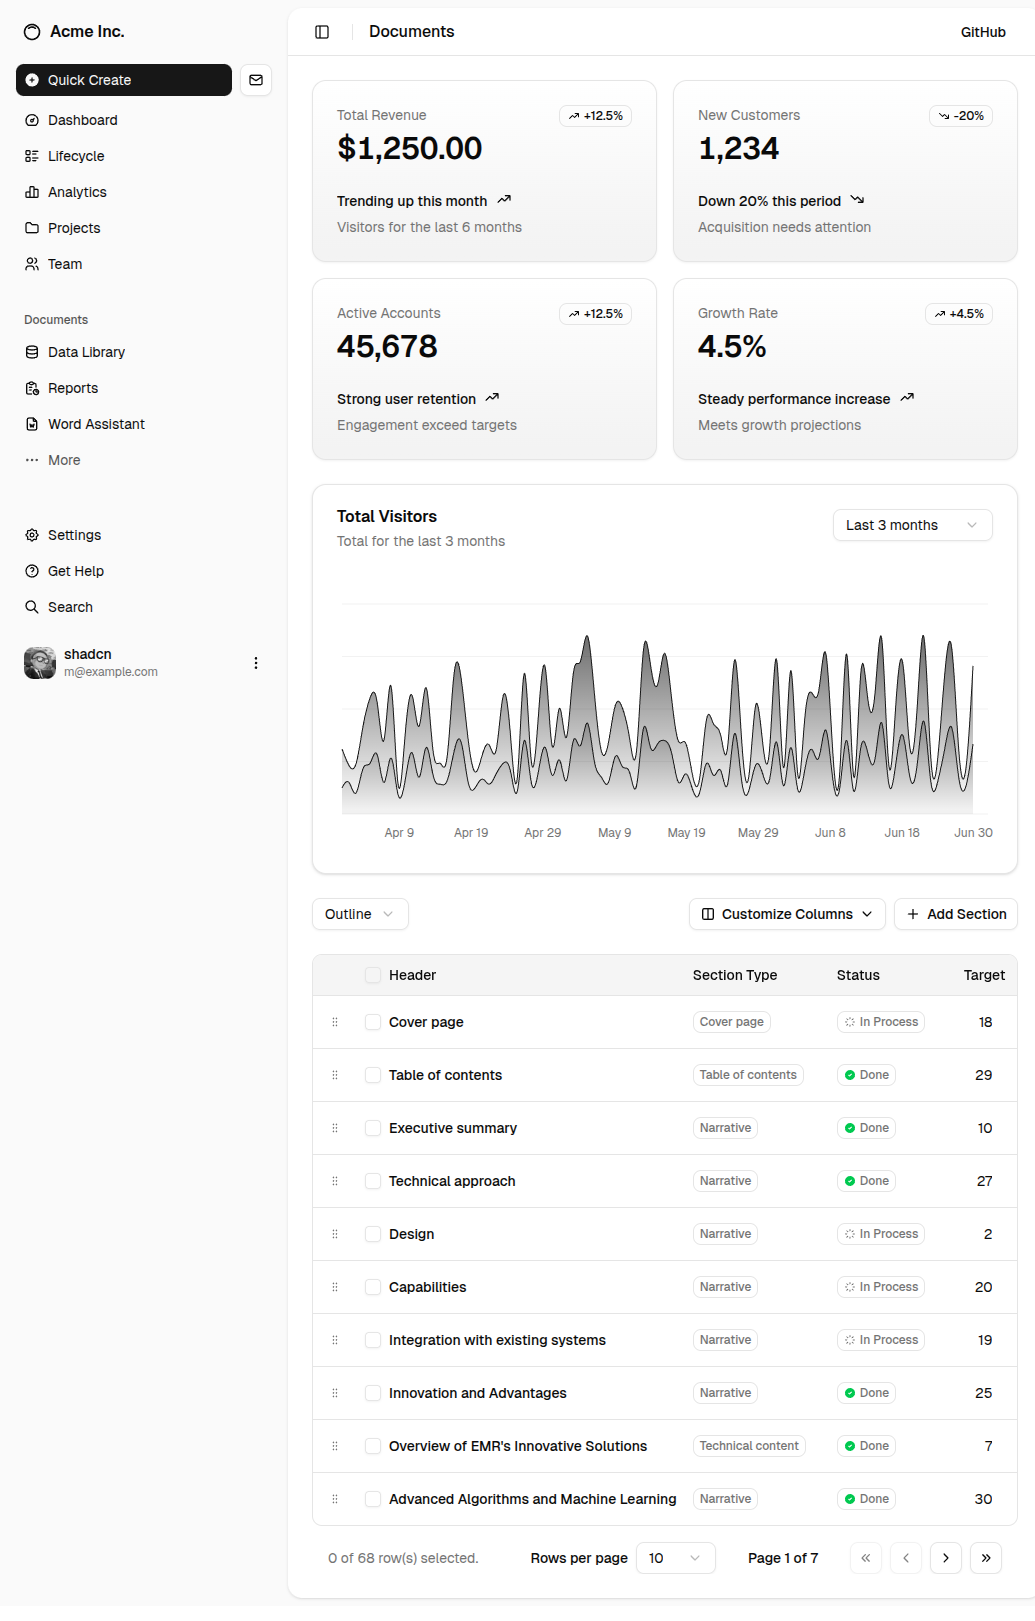 Acme Inc.
Quick Create
Dashboard
Lifecycle
Analytics
Projects
Team
Documents
Data Library
Reports
Word Assistant
More
Settings
Get Help
Search
shadcn
m@example.com
Documents
GitHub
Total Revenue
+12.5%
$1,250.00
Trending up this month
Visitors for the last 6 months
New Customers
-20%
1,234
Down 20% this period
Acquisition needs attention
Active Accounts
+12.5%
45,678
Strong user retention
Engagement exceed targets
Growth Rate
+4.5%
4.5%
Steady performance increase
Meets growth projections
Total Visitors
Total for the last 3 months
Last 3 months
Apr 9 Apr 19 Apr 29 May 9 May 19 May 29 Jun 8 Jun 18 Jun 30
Outline
Customize Columns
Add Section
Header Section Type Status Target
Cover page Cover page In Process 18
Table of contents Table of contents Done 29
Executive summary Narrative Done 10
Technical approach Narrative Done 27
Design Narrative In Process 2
Capabilities Narrative In Process 20
Integration with existing systems Narrative In Process 19
Innovation and Advantages Narrative Done 25
Overview of EMR's Innovative Solutions Technical content Done 7
Advanced Algorithms and Machine Learning Narrative Done 30
0 of 68 row(s) selected. Rows per page 10 Page 1 of 7